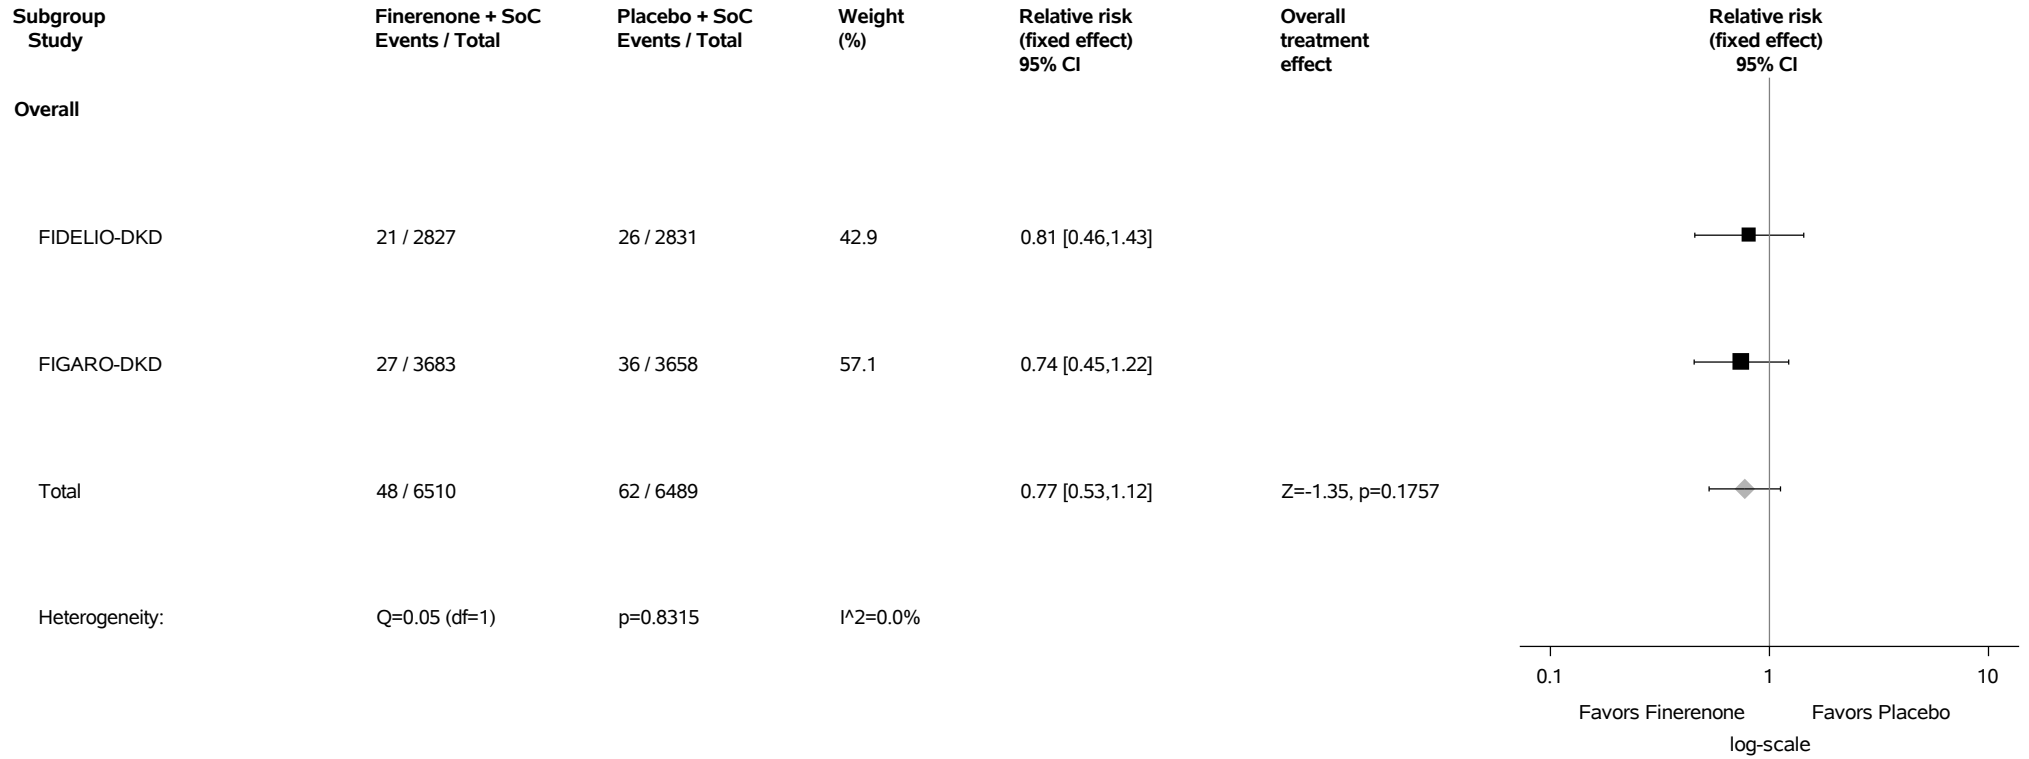 Subgroup Finerenone + SoC Placebo + SoC Weight Relative risk Overall Relative risk
Study Events / Total Events / Total (%) (fixed effect) treatment (fixed effect)
95% CI effect 95% CI
Overall
FIDELIO-DKD 21 / 2827 26 / 2831 42.9 0.81 [0.46,1.43]
FIGARO-DKD 27 / 3683 36 / 3658 57.1 0.74 [0.45,1.22]
Total 48 / 6510 62 / 6489 0.77 [0.53,1.12] Z=-1.35, p=0.1757
Heterogeneity: Q=0.05 (df=1) p=0.8315 I^2=0.0%
0.1 1 10
Favors Finerenone Favors Placebo
log-scale